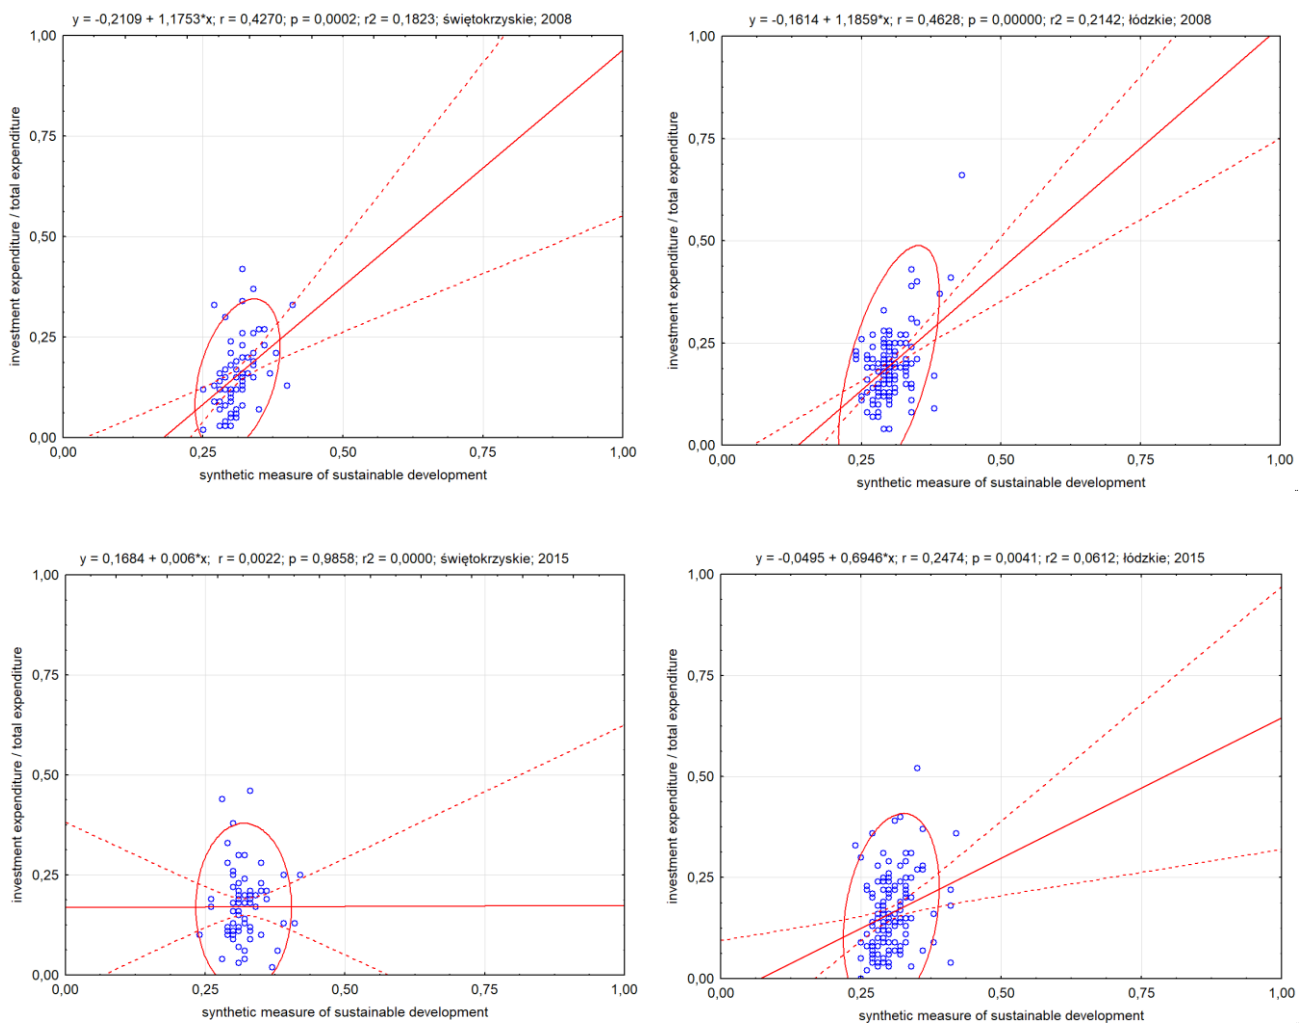 y = -0,2109 + 1,1753*x; r = 0,4270; p = 0,0002; r2 = 0,1823; świętokrzyskie; 2008
1,00
0,75
0,50
0,25
0,00
investment expenditure / total expenditure
0,00 0,25 0,50 0,75 1,00
synthetic measure of sustainable development
y = -0,1614 + 1,1859*x; r = 0,4628; p = 0,00000; r2 = 0,2142; łódzkie; 2008
1,00
0,75
0,50
0,25
0,00
investment expenditure / total expenditure
0,00 0,25 0,50 0,75 1,00
synthetic measure of sustainable development
y = 0,1684 + 0,006*x; r = 0,0022; p = 0,9858; r2 = 0,0000; świętokrzyskie; 2015
1,00
0,75
0,50
0,25
0,00
investment expenditure / total expenditure
0,00 0,25 0,50 0,75 1,00
synthetic measure of sustainable development
y = -0,0495 + 0,6946*x; r = 0,2474; p = 0,0041; r2 = 0,0612; łódzkie; 2015
1,00
0,75
0,50
0,25
0,00
investment expenditure / total expenditure
0,00 0,25 0,50 0,75 1,00
synthetic measure of sustainable development